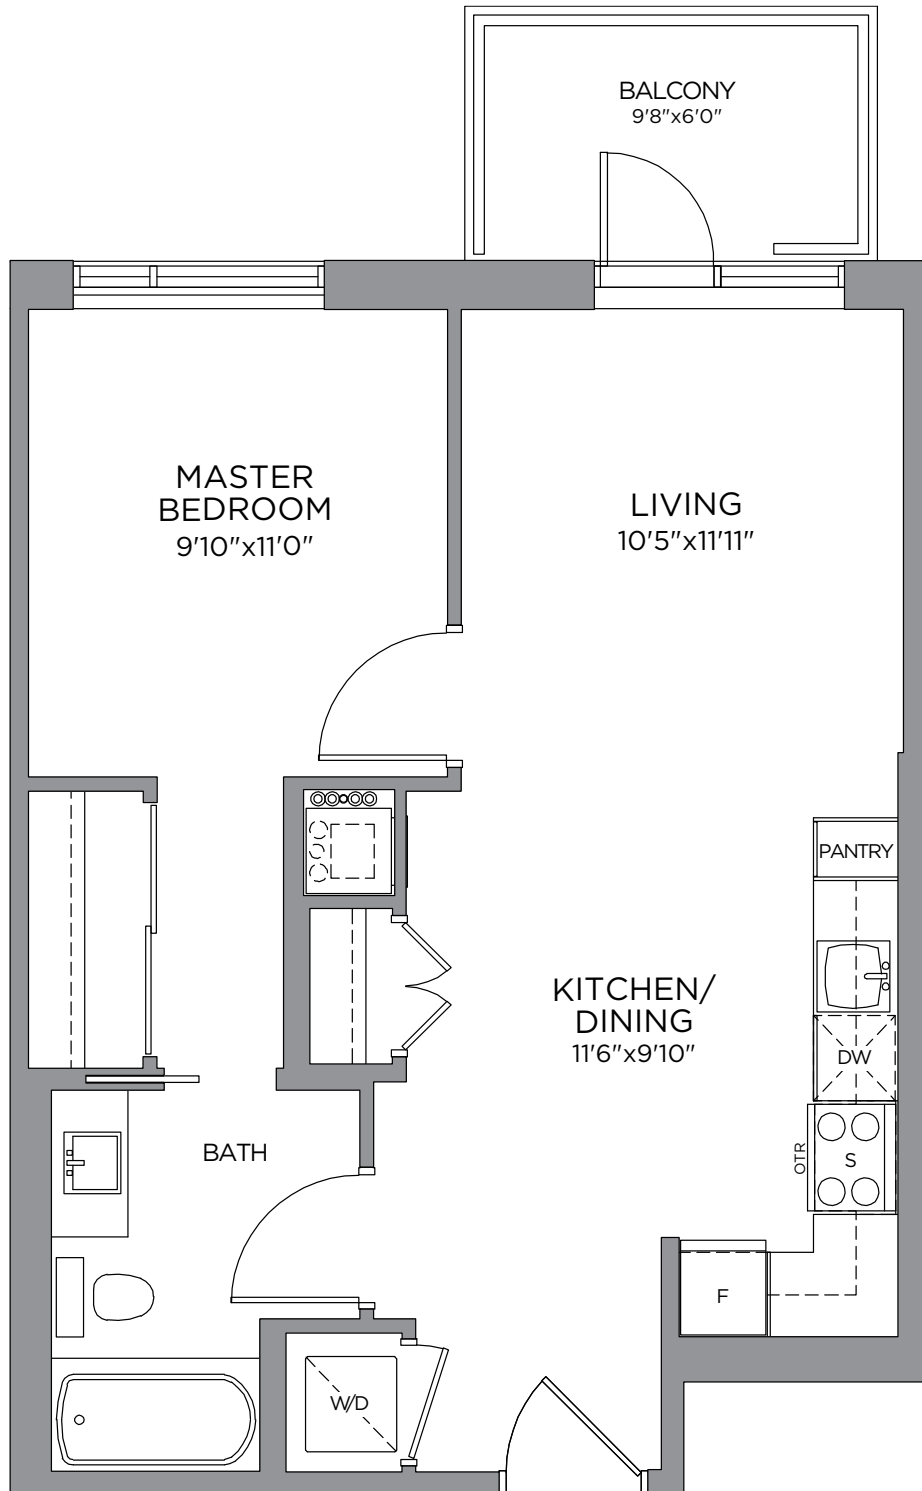 BALCONY
9'8"x6'0"
MASTER
BEDROOM
9'10"x11'0"
LIVING
10'5"x11'11"
PANTRY
KITCHEN/
DINING
11'6"x9'10"
DW
OTR
S
BATH
F
W/D